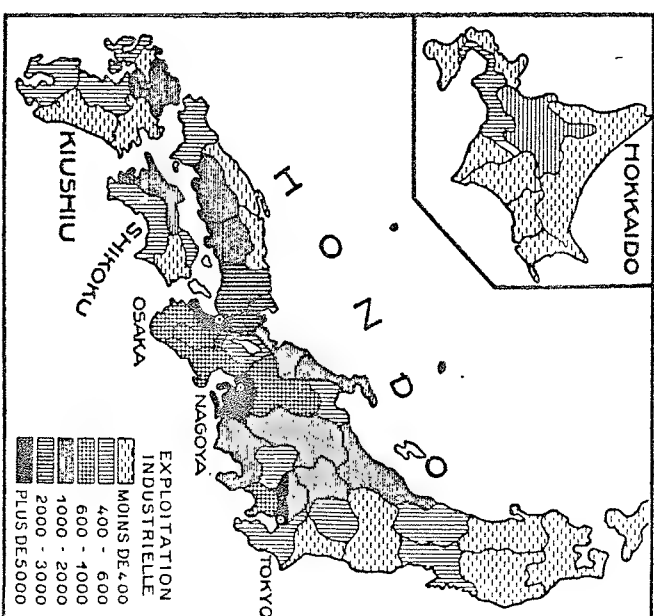 HOKKAIDO
HONDO
KIUSHIU
SHIKOKU
OSAKA
NAGOYA
TOKYO
EXPLOITATION
INDUSTRIELLE
MOINS DE 400
400 - 600
600 - 1000
1000 - 2000
2000 - 3000
PLUS DE 5000